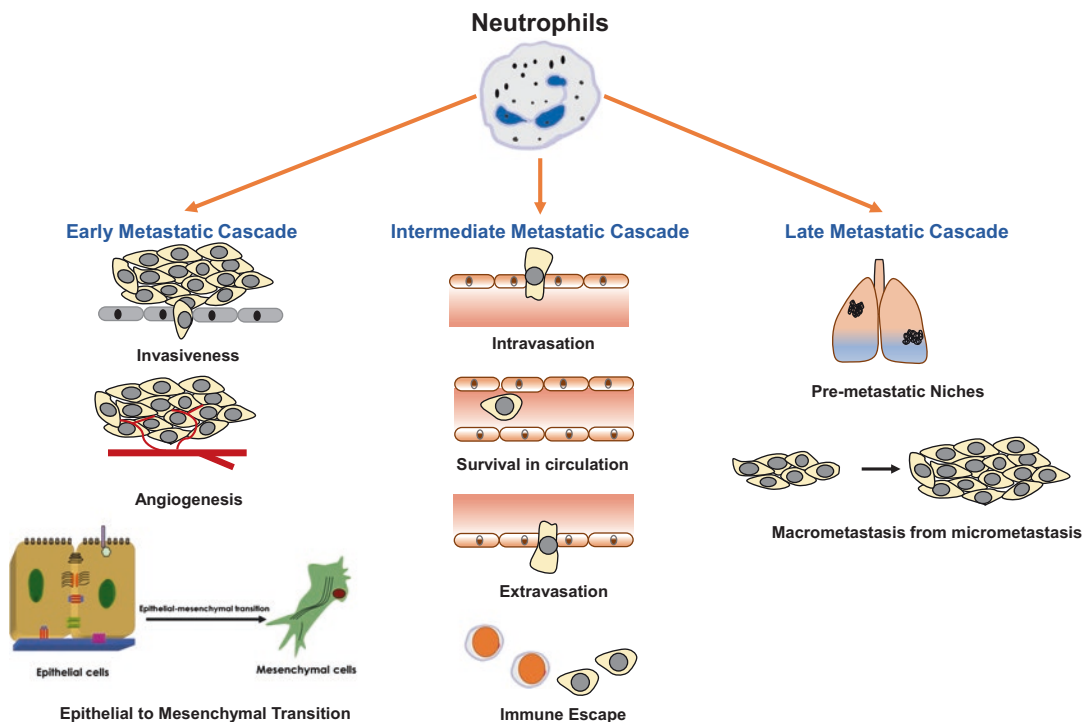 Neutrophils
Early Metastatic Cascade
Invasiveness
Angiogenesis
Epithelial-mesenchymal transition
Epithelial cells
Mesenchymal cells
Epithelial to Mesenchymal Transition
Intermediate Metastatic Cascade
Intravasation
Survival in circulation
Extravasation
Immune Escape
Late Metastatic Cascade
Pre-metastatic Niches
Macrometastasis from micrometastasis